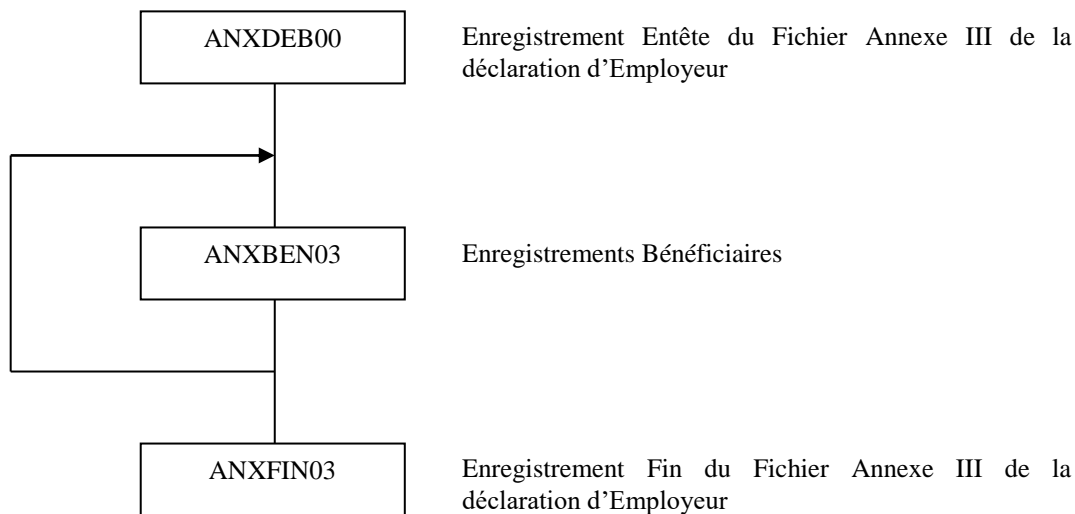 ANXDEB00
Enregistrement Entête du Fichier Annexe III de la
déclaration d’Employeur
ANXBEN03
Enregistrements Bénéficiaires
ANXFIN03
Enregistrement Fin du Fichier Annexe III de la
déclaration d’Employeur